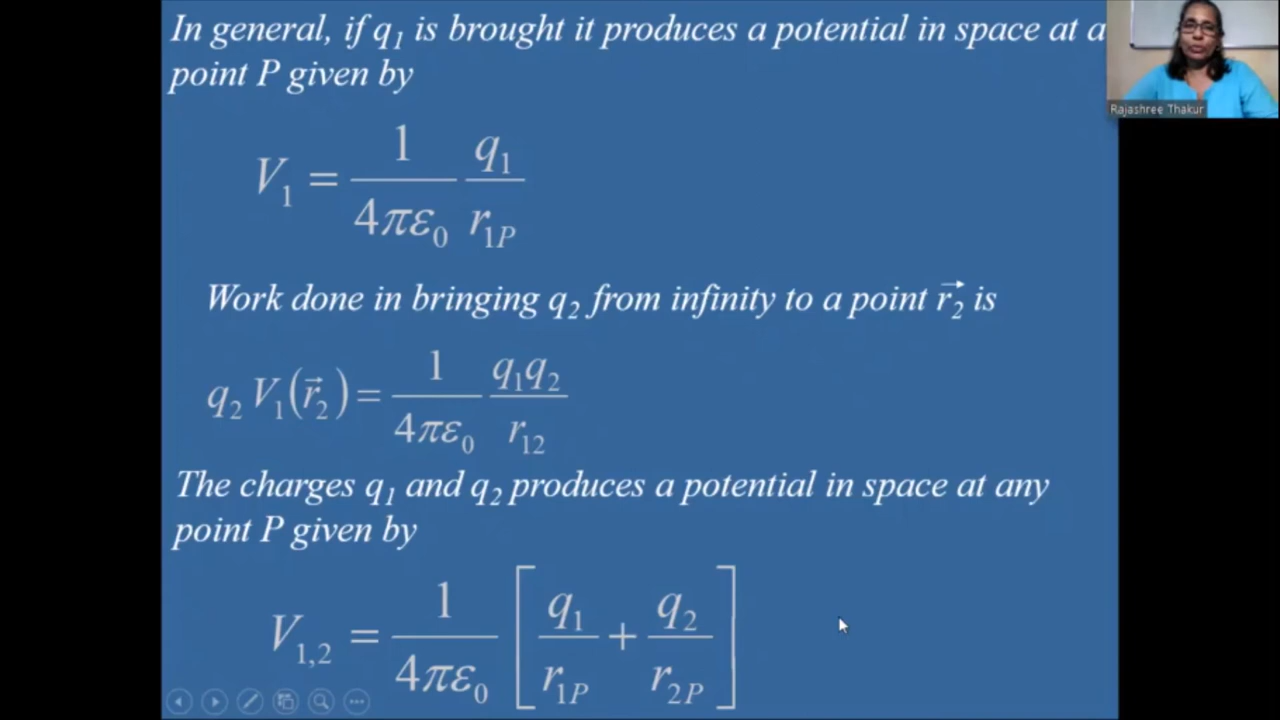 In general, if q₁ is brought it produces a potential in space at a
point P given by
V₁ = 1/(4πε₀) q₁/r₁P
Work done in bringing q₂ from infinity to a point r⃗₂ is
q₂V₁(r⃗₂) = 1/(4πε₀) q₁q₂/r₁₂
The charges q₁ and q₂ produces a potential in space at any
point P given by
V₁,₂ = 1/(4πε₀) [q₁/r₁P + q₂/r₂P]
Rajashree Thakur